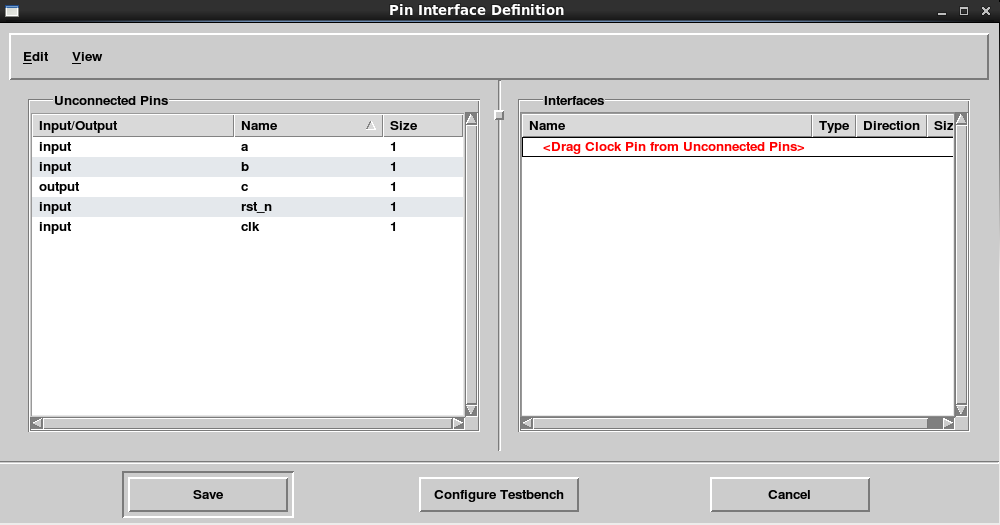 Pin Interface Definition
Edit View
Unconnected Pins
Input/Output Name Size
input a 1
input b 1
output c 1
input rst_n 1
input clk 1
Interfaces
Name Type Direction Siz
<Drag Clock Pin from Unconnected Pins>
Save Configure Testbench Cancel